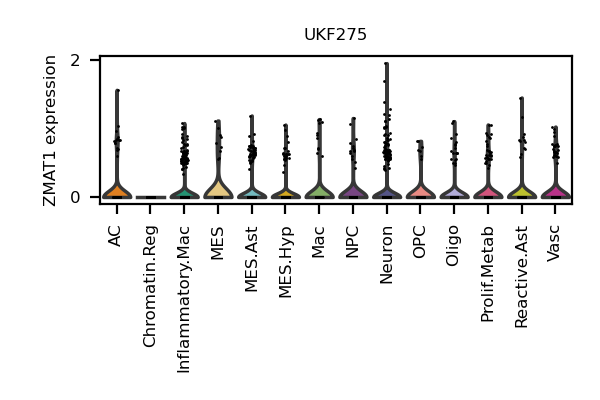 UKF275
ZMAT1 expression
2
0
AC
Chromatin.Reg
Inflammatory.Mac
MES
MES.Ast
MES.Hyp
Mac
NPC
Neuron
OPC
Oligo
Prolif.Metab
Reactive.Ast
Vasc